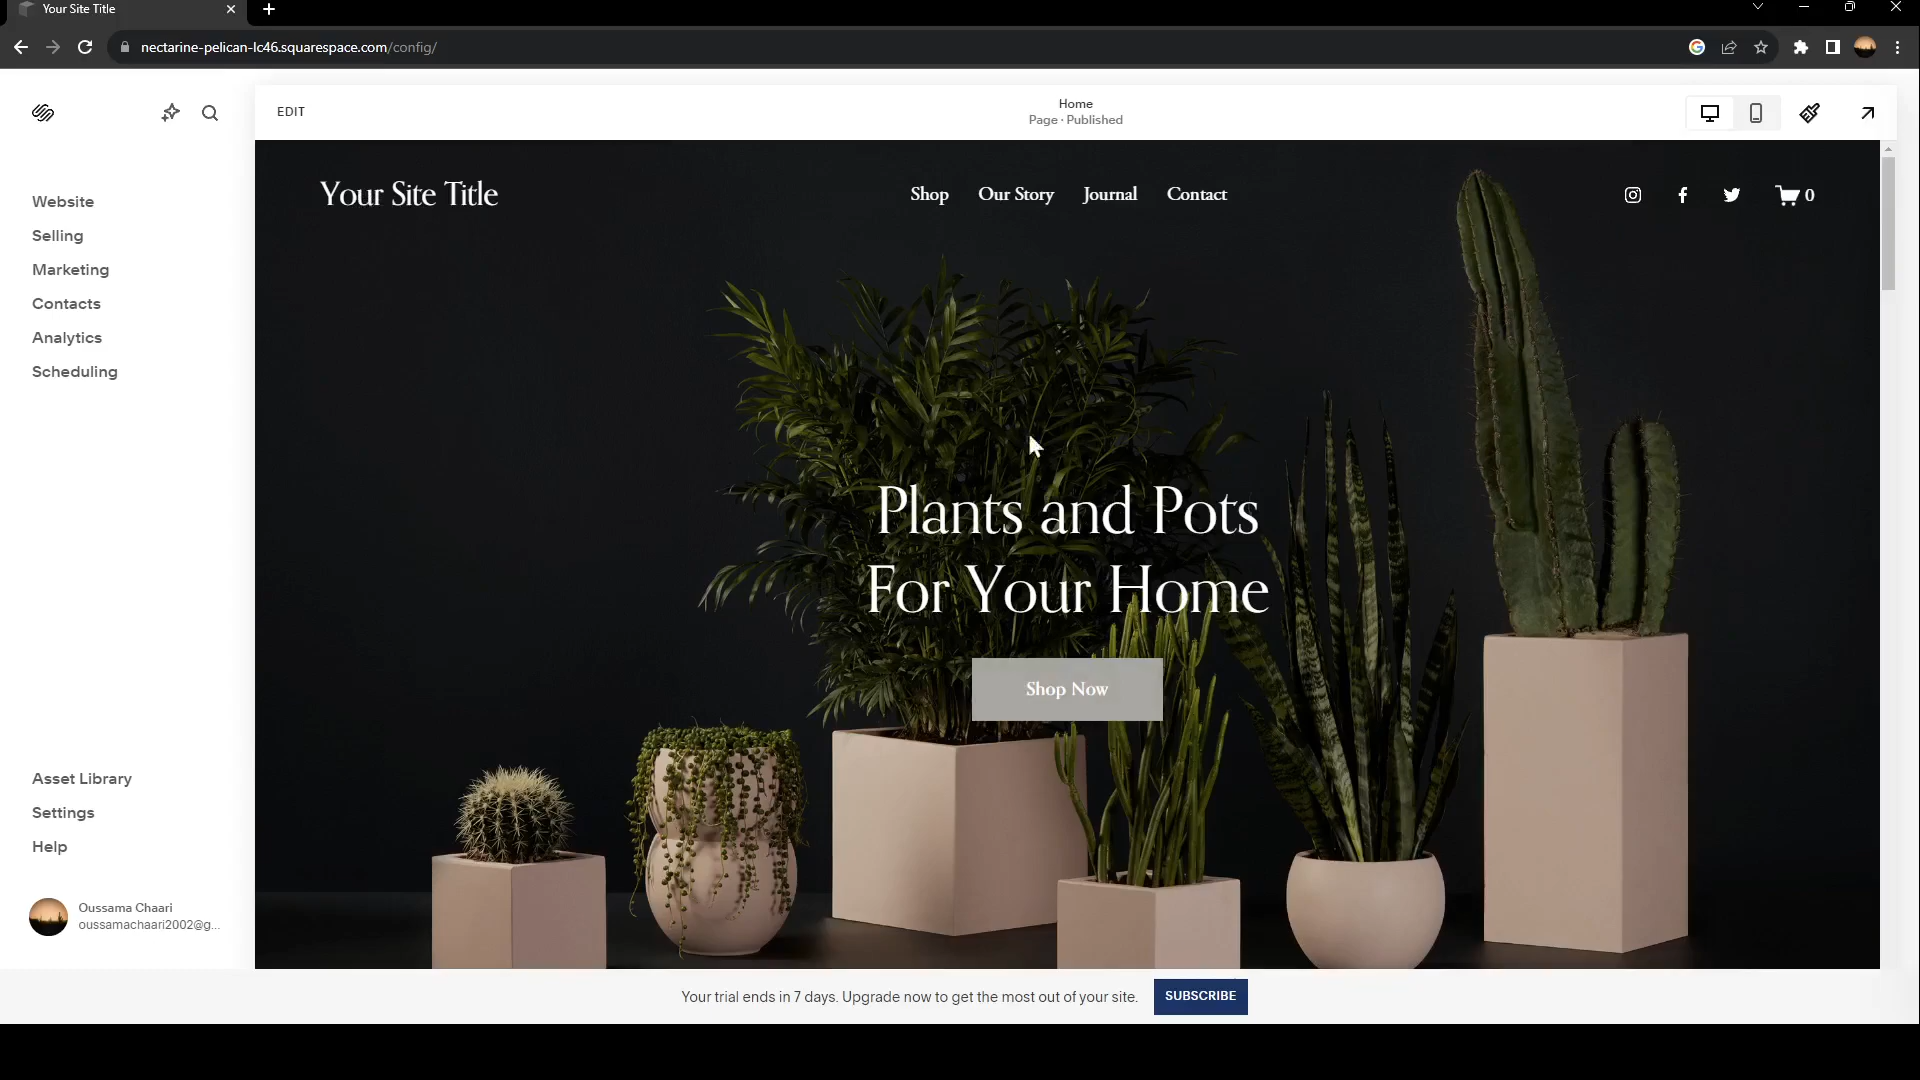 Your Site Title
nectarine-pelican-lc46.squarespace.com/config/
EDIT
Home
Page · Published
Website
Selling
Marketing
Contacts
Analytics
Scheduling
Asset Library
Settings
Help
Oussama Chaari
oussamachaari2002@g...
Your Site Title
Shop Our Story Journal Contact
0
Plants and Pots
For Your Home
Shop Now
Your trial ends in 7 days. Upgrade now to get the most out of your site. SUBSCRIBE